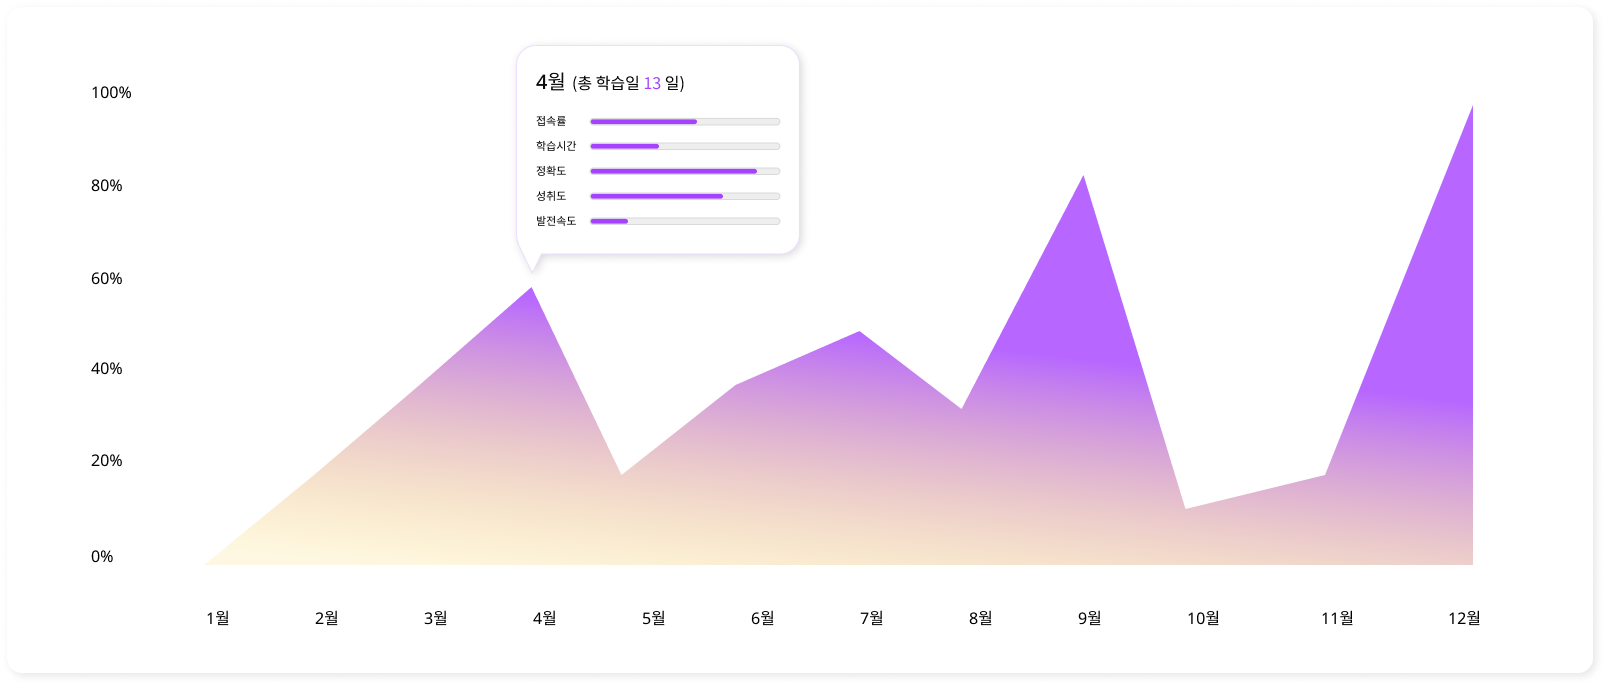 4월 (총 학습일 13 일)
접속률
학습시간
정확도
성취도
발전속도
100%
80%
60%
40%
20%
0%
1월 2월 3월 4월 5월 6월 7월 8월 9월 10월 11월 12월